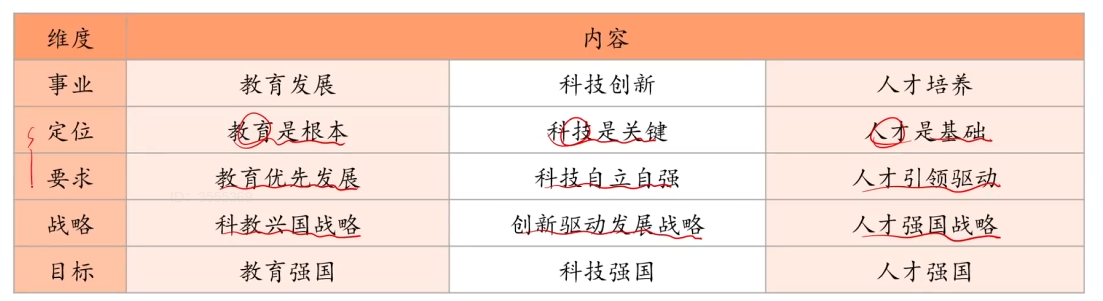 维度 内容
事业 教育发展 科技创新 人才培养
定位 教育是根本 科技是关键 人才是基础
要求 教育优先发展 科技自立自强 人才引领驱动
战略 科教兴国战略 创新驱动发展战略 人才强国战略
目标 教育强国 科技强国 人才强国